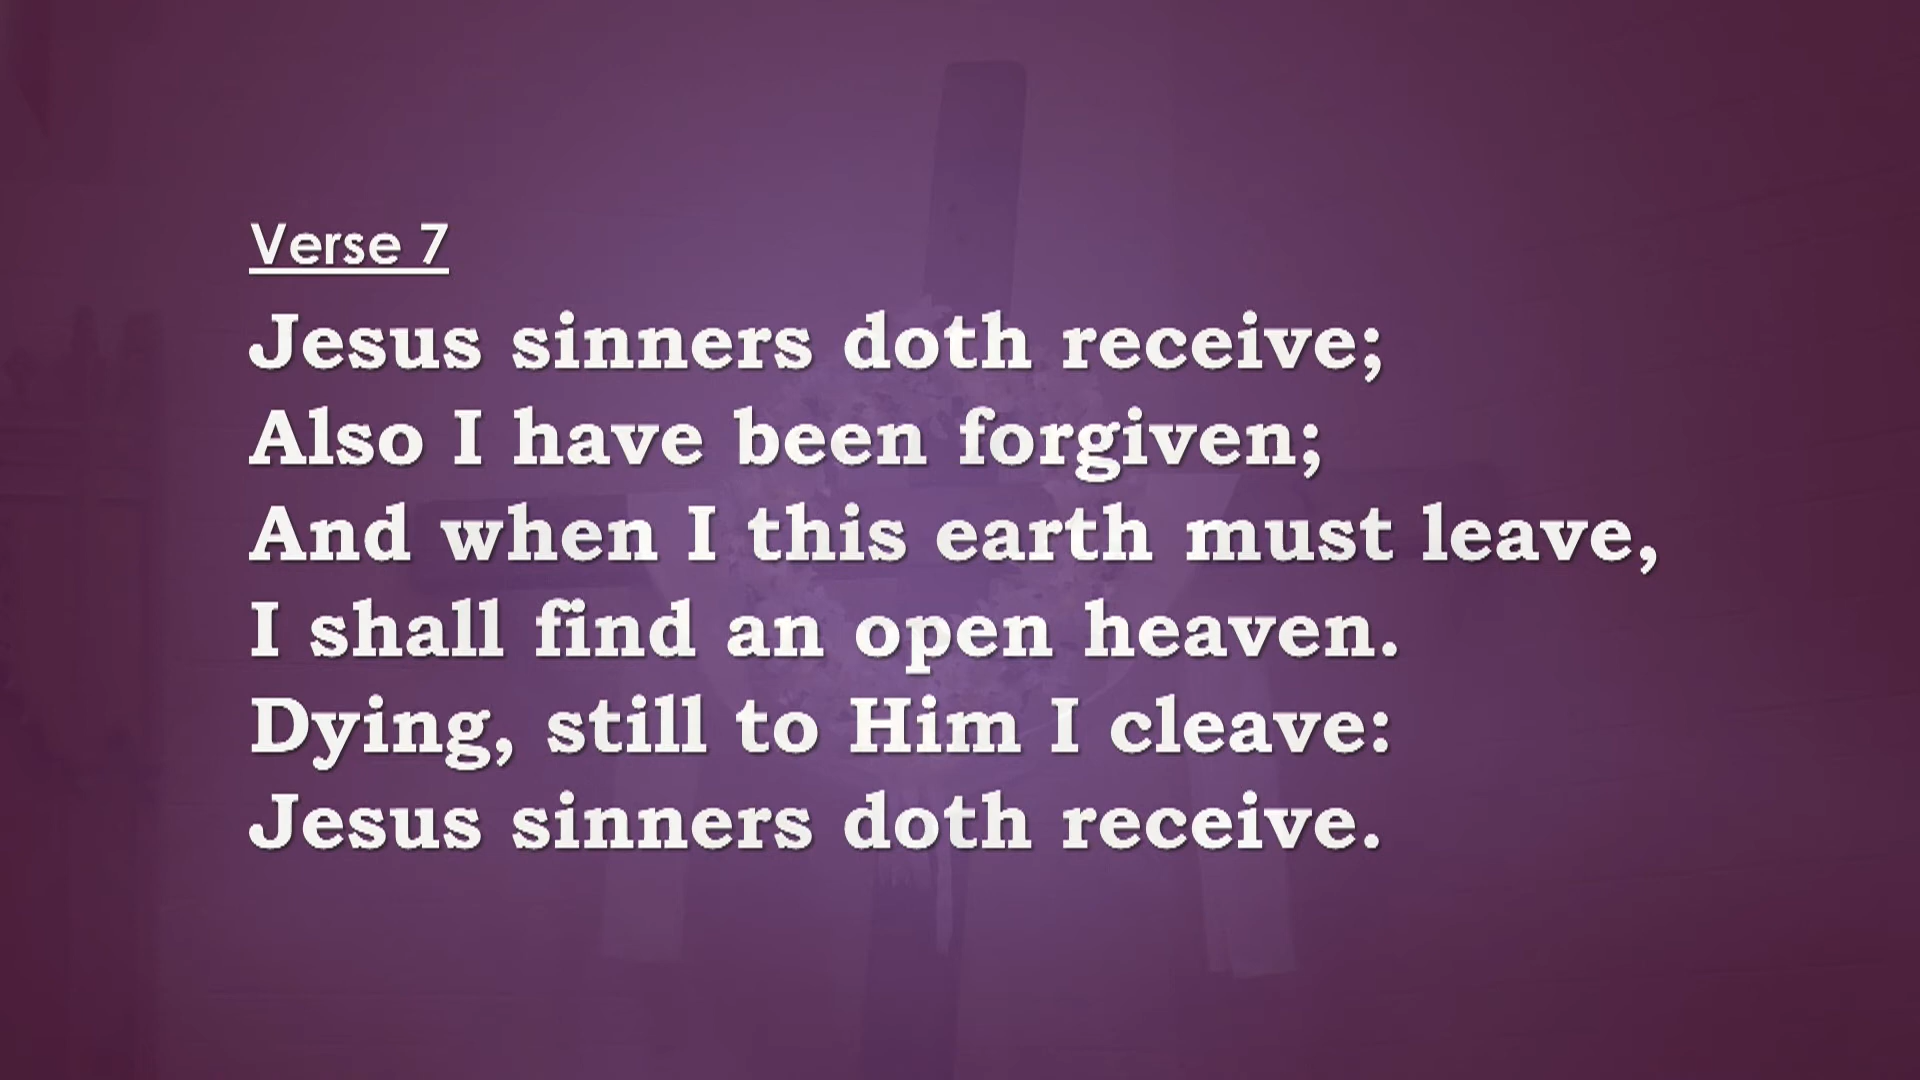 Verse 7
Jesus sinners doth receive;
Also I have been forgiven;
And when I this earth must leave,
I shall find an open heaven.
Dying, still to Him I cleave:
Jesus sinners doth receive.